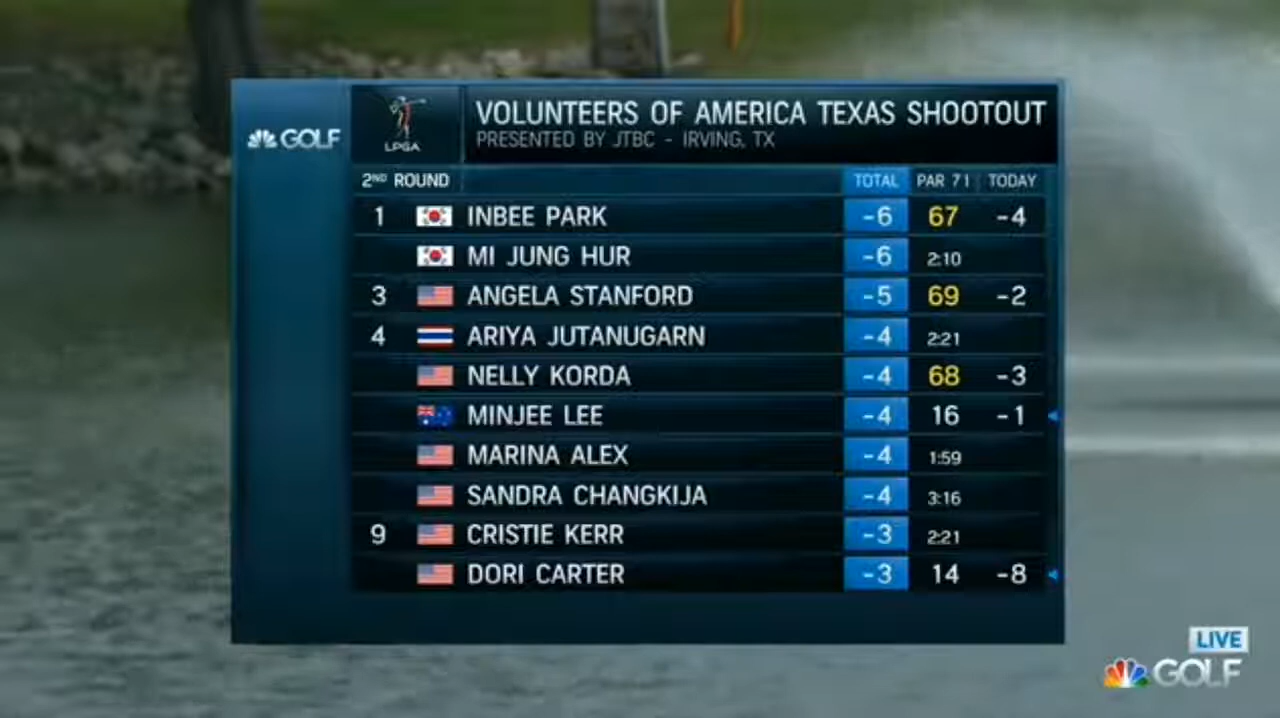 GOLF
LPGA
VOLUNTEERS OF AMERICA TEXAS SHOOTOUT
PRESENTED BY JTBC - IRVING, TX
2ND ROUND TOTAL PAR 71 TODAY
1 INBEE PARK -6 67 -4
MI JUNG HUR -6 2:10
3 ANGELA STANFORD -5 69 -2
4 ARIYA JUTANUGARN -4 2:21
NELLY KORDA -4 68 -3
MINJEE LEE -4 16 -1
MARINA ALEX -4 1:59
SANDRA CHANGKIJA -4 3:16
9 CRISTIE KERR -3 2:21
DORI CARTER -3 14 -8
LIVE
GOLF